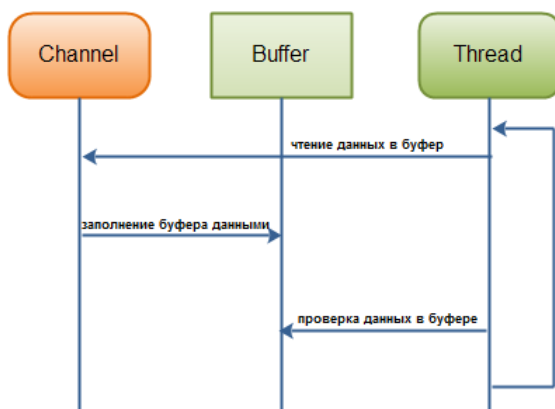 Channel
Buffer
Thread
чтение данных в буфер
заполнение буфера данными
проверка данных в буфере